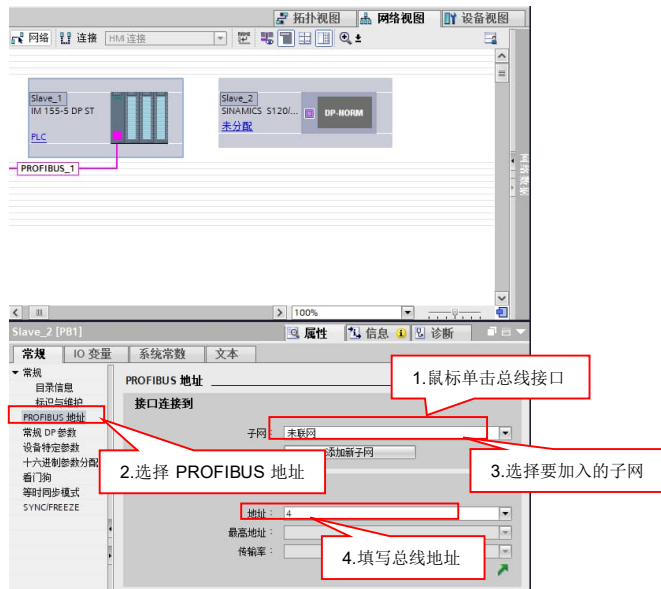 拓扑视图 网络视图 设备视图
网络 连接 HMI 连接
Slave_1
IM 155-5 DP ST
PLC
Slave_2
SINAMICS S120/...
未分配
DP-NORM
PROFIBUS_1
网络数据
100%
Slave_2 [PB1]
属性 信息 诊断
常规 IO 变量 系统常数 文本
常规
目录信息
标识与维护
PROFIBUS 地址
常规 DP 参数
设备特定参数
十六进制参数分配
看门狗
等时同步模式
SYNC/FREEZE
PROFIBUS 地址
接口连接到
子网: 未联网
添加新子网
地址: 4
最高地址:
传输率:
1.鼠标单击总线接口
2.选择 PROFIBUS 地址
3.选择要加入的子网
4.填写总线地址